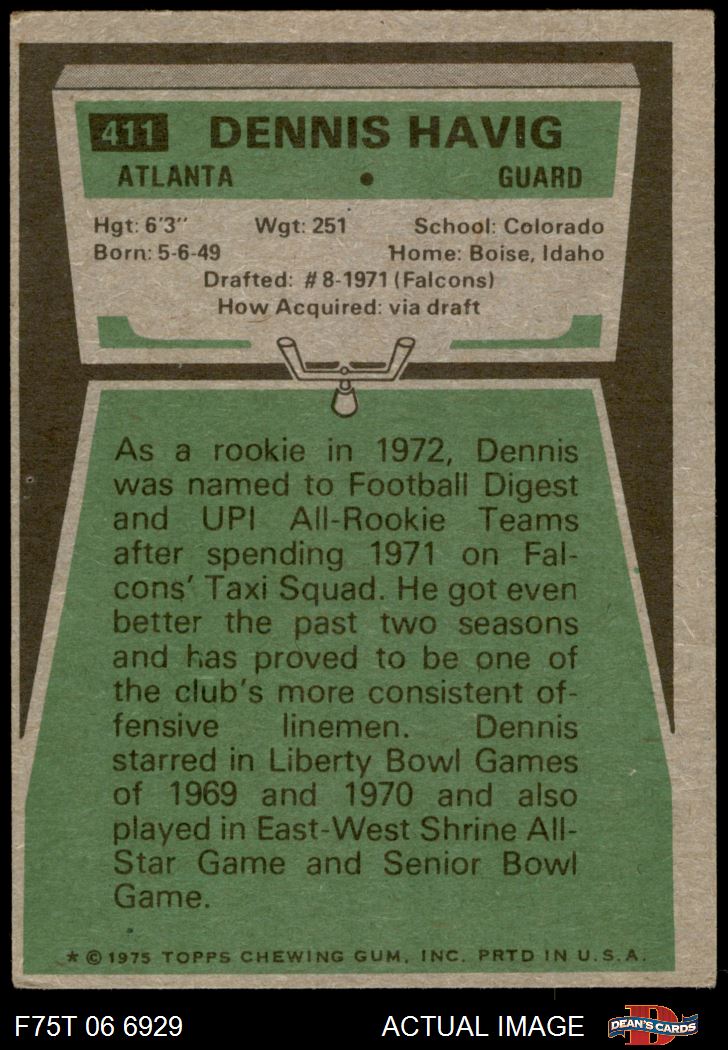 411 DENNIS HAVIG
ATLANTA • GUARD
Hgt: 6'3" Wgt: 251 School: Colorado
Born: 5-6-49 Home: Boise, Idaho
Drafted: #8-1971 (Falcons)
How Acquired: via draft
As a rookie in 1972, Dennis
was named to Football Digest
and UPI All-Rookie Teams
after spending 1971 on Fal-
cons' Taxi Squad. He got even
better the past two seasons
and has proved to be one of
the club's more consistent of-
fensive linemen. Dennis
starred in Liberty Bowl Games
of 1969 and 1970 and also
played in East-West Shrine All-
Star Game and Senior Bowl
Game.
* © 1975 TOPPS CHEWING GUM, INC. PRTD IN U.S.A.
F75T 06 6929 ACTUAL IMAGE D DEAN'S CARDS